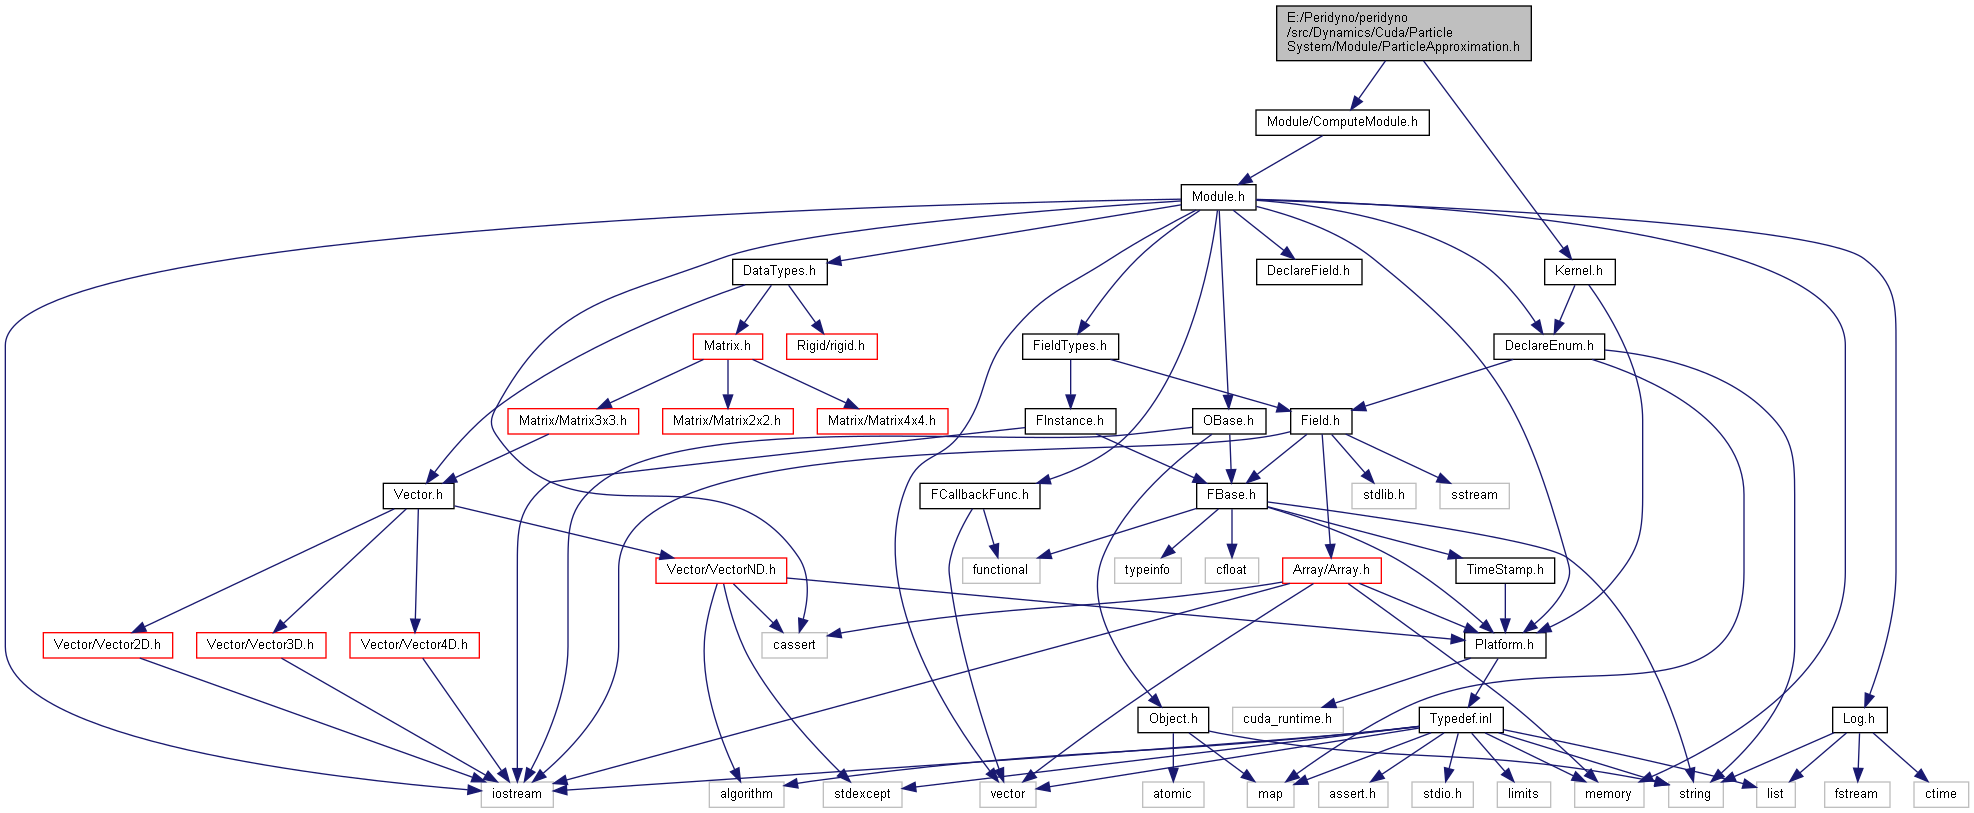 E:/Peridyno/peridyno
/src/Dynamics/Cuda/Particle
System/Module/ParticleApproximation.h
Module/ComputeModule.h
Module.h
DataTypes.h
DeclareField.h
Kernel.h
Matrix.h
Rigid/rigid.h
FieldTypes.h
DeclareEnum.h
Matrix/Matrix3x3.h
Matrix/Matrix2x2.h
Matrix/Matrix4x4.h
FInstance.h
OBase.h
Field.h
Vector.h
FCallbackFunc.h
FBase.h
stdlib.h
sstream
Vector/VectorND.h
functional
typeinfo
cfloat
Array/Array.h
TimeStamp.h
Vector/Vector2D.h
Vector/Vector3D.h
Vector/Vector4D.h
cassert
Platform.h
Object.h
cuda_runtime.h
Typedef.inl
Log.h
iostream
algorithm
stdexcept
vector
atomic
map
assert.h
stdio.h
limits
memory
string
list
fstream
ctime